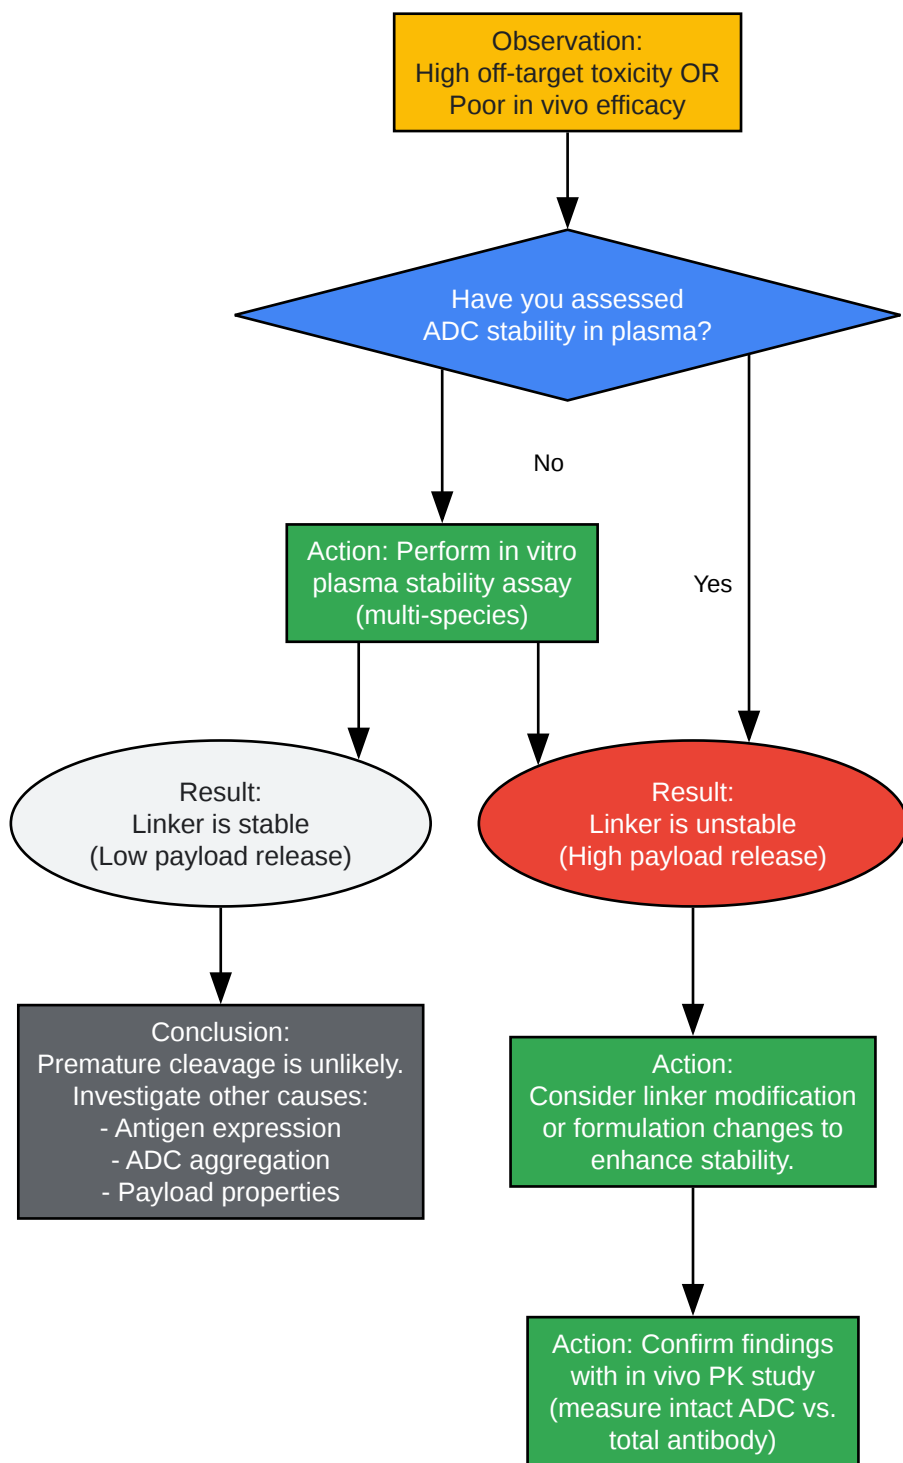 Observation:
High off-target toxicity OR
Poor in vivo efficacy
Have you assessed
ADC stability in plasma?
No
Action: Perform in vitro
plasma stability assay
(multi-species)
Yes
Result:
Linker is stable
(Low payload release)
Result:
Linker is unstable
(High payload release)
Conclusion:
Premature cleavage is unlikely.
Investigate other causes:
- Antigen expression
- ADC aggregation
- Payload properties
Action:
Consider linker modification
or formulation changes to
enhance stability.
Action: Confirm findings
with in vivo PK study
(measure intact ADC vs.
total antibody)